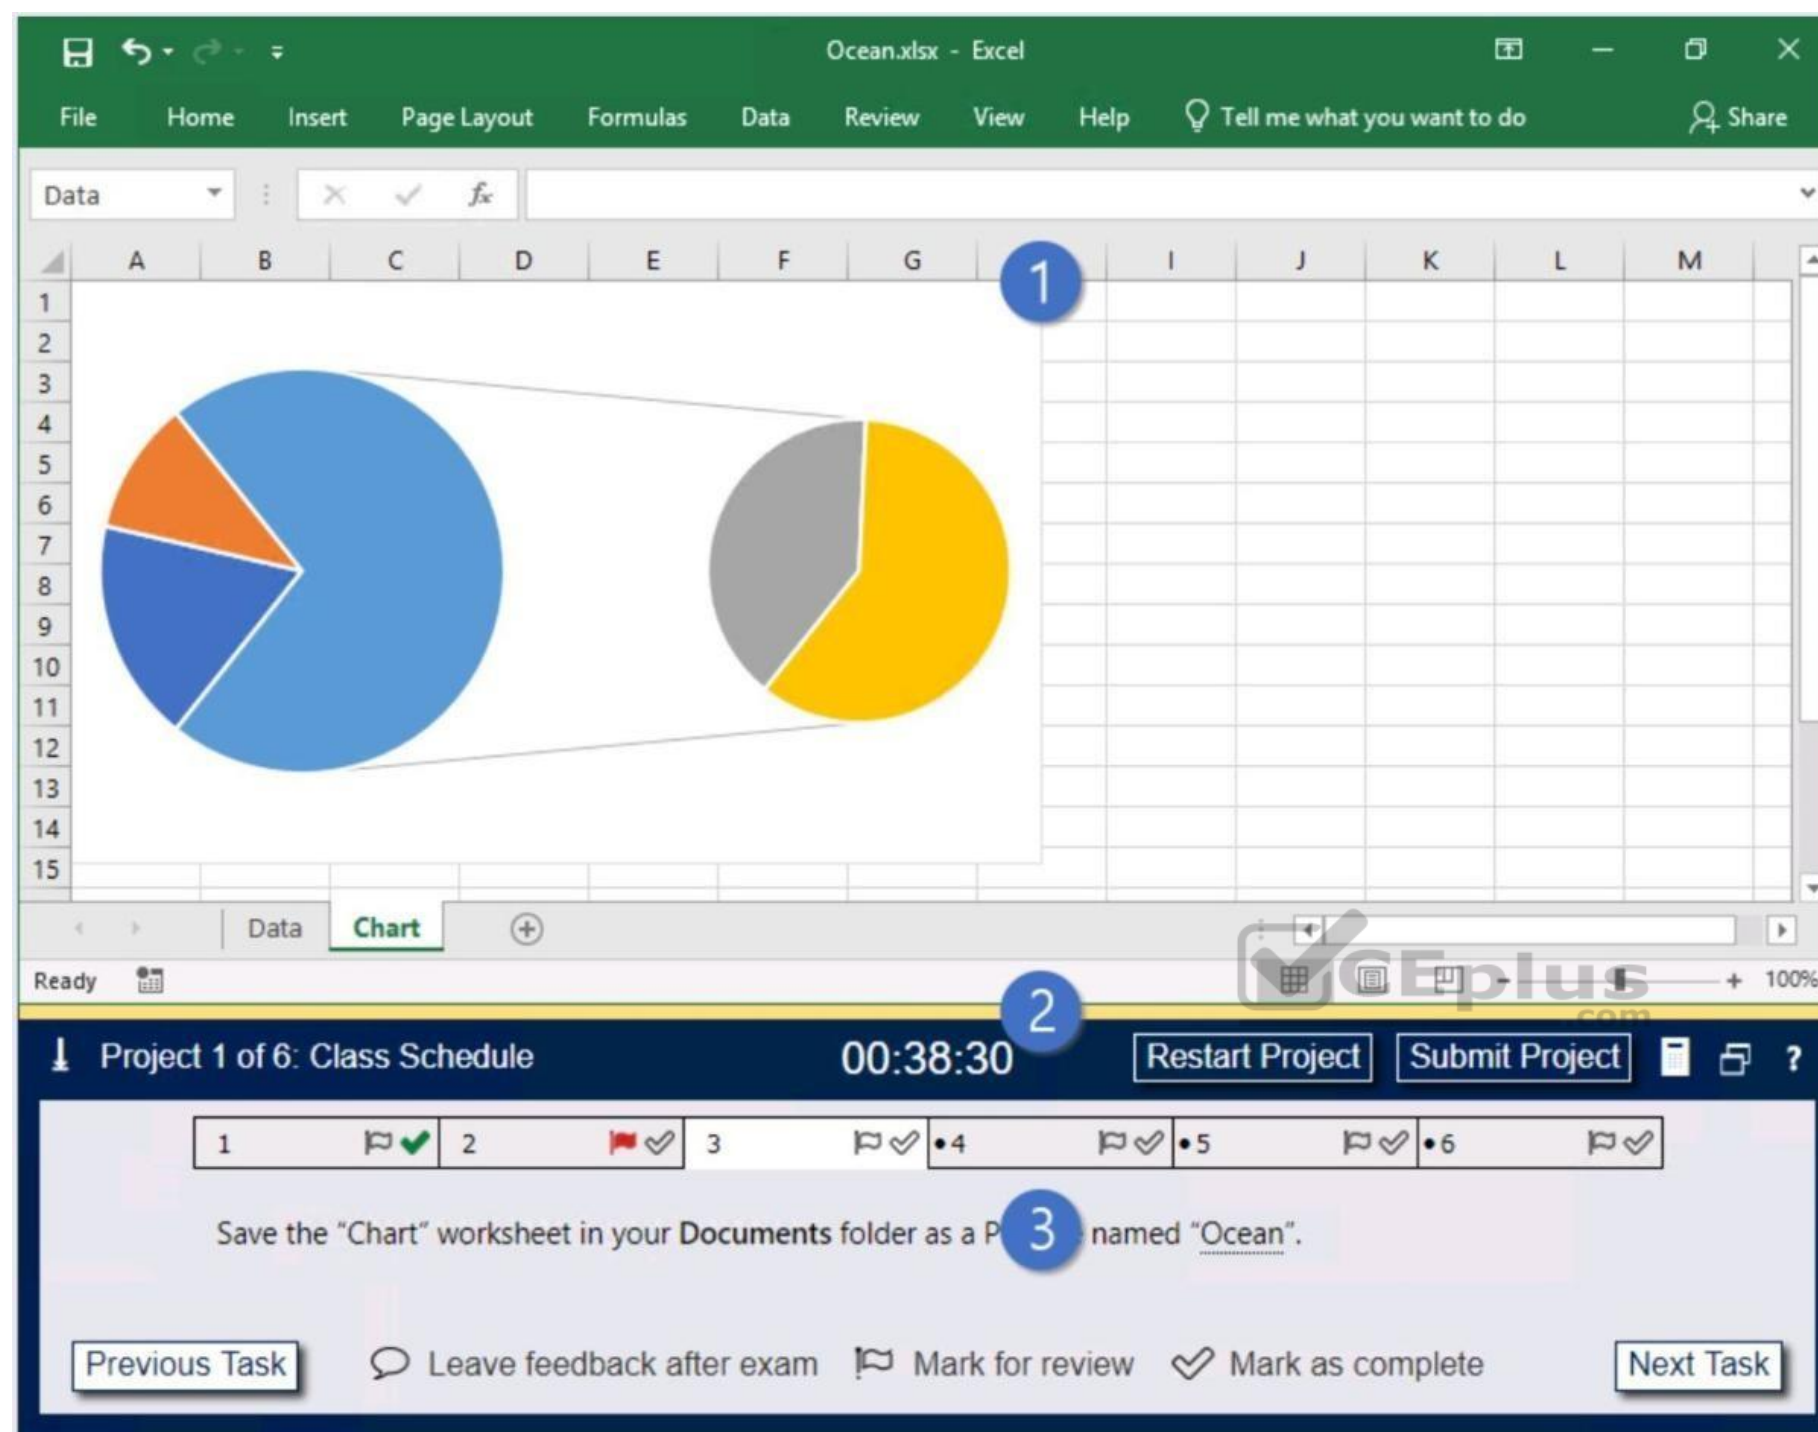 Ocean.xlsx - Excel
File Home Insert Page Layout Formulas Data Review View Help Tell me what you want to do Share
Data fx
A B C D E F G 1 I J K L M
1
2
3
4
5
6
7
8
9
10
11
12
13
14
15
Data Chart
Ready 100%
CEplus
.com
2
Project 1 of 6: Class Schedule 00:38:30 Restart Project Submit Project ?
1 2 3 •4 •5 •6
Save the “Chart” worksheet in your Documents folder as a P 3 named “Ocean”.
Previous Task Leave feedback after exam Mark for review Mark as complete Next Task